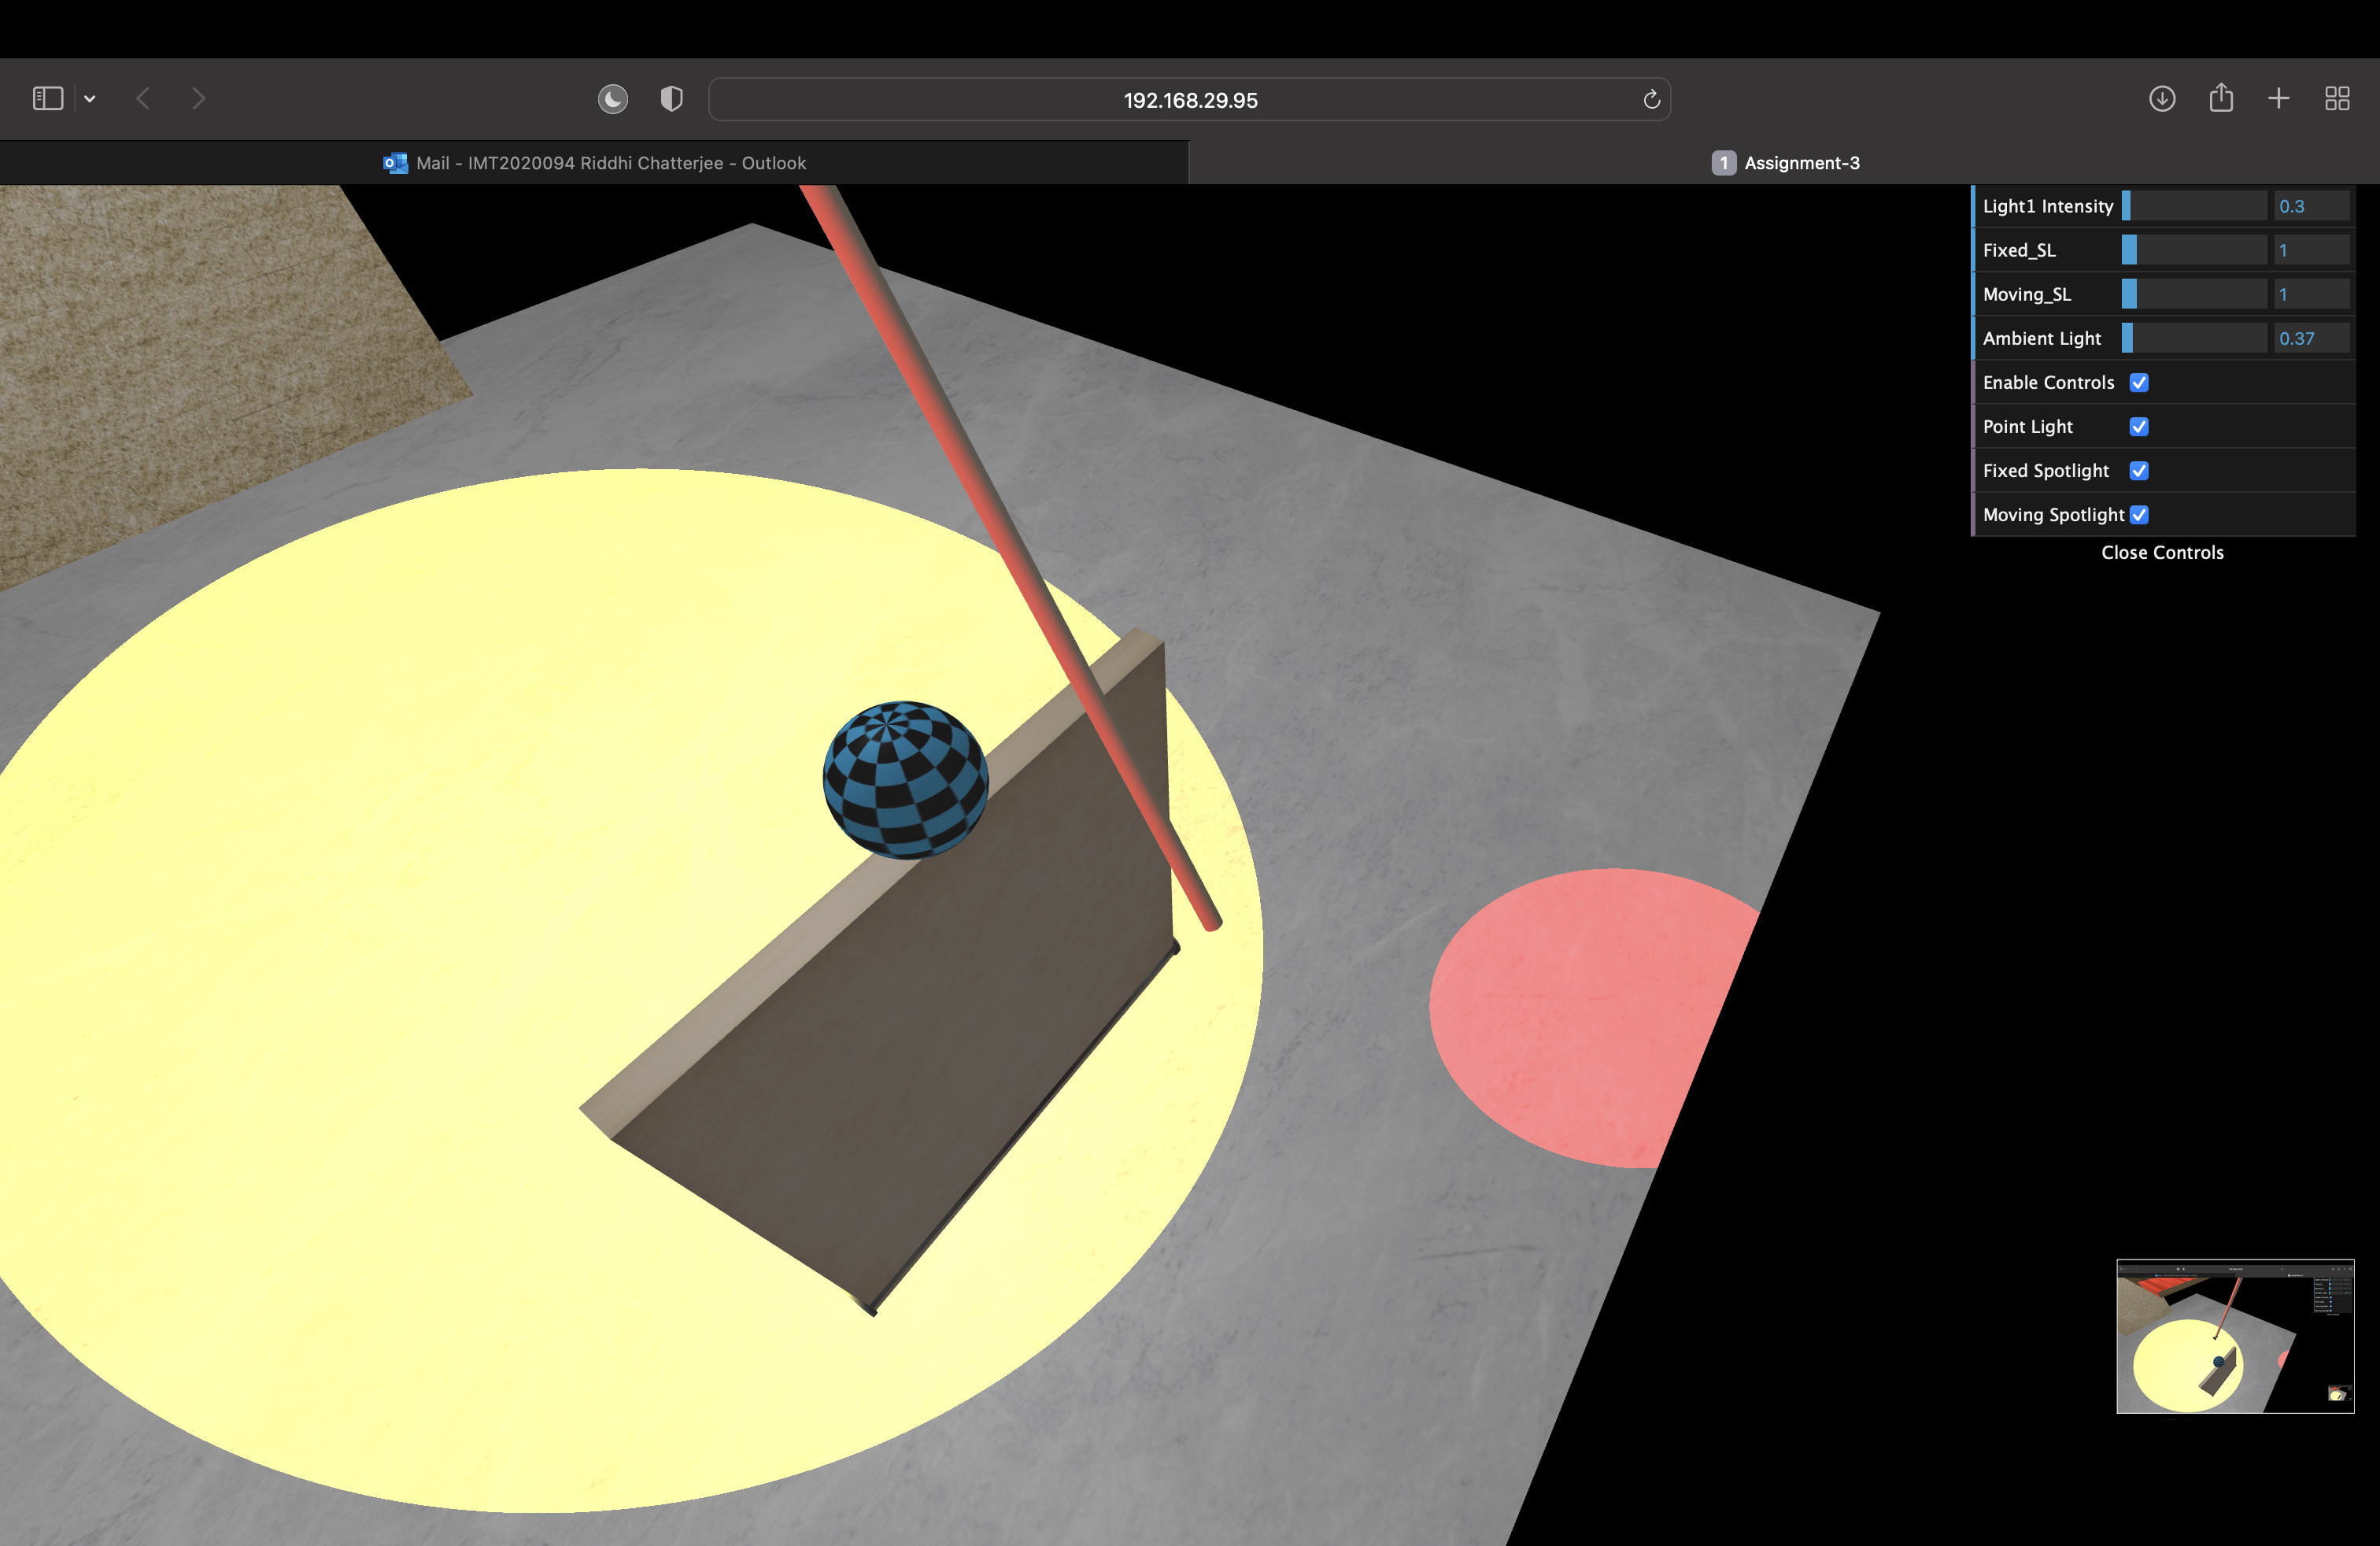 192.168.29.95
Mail - IMT2020094 Riddhi Chatterjee - Outlook
1 Assignment-3
Light1 Intensity 0.3
Fixed_SL 1
Moving_SL 1
Ambient Light 0.37
Enable Controls
Point Light
Fixed Spotlight
Moving Spotlight
Close Controls